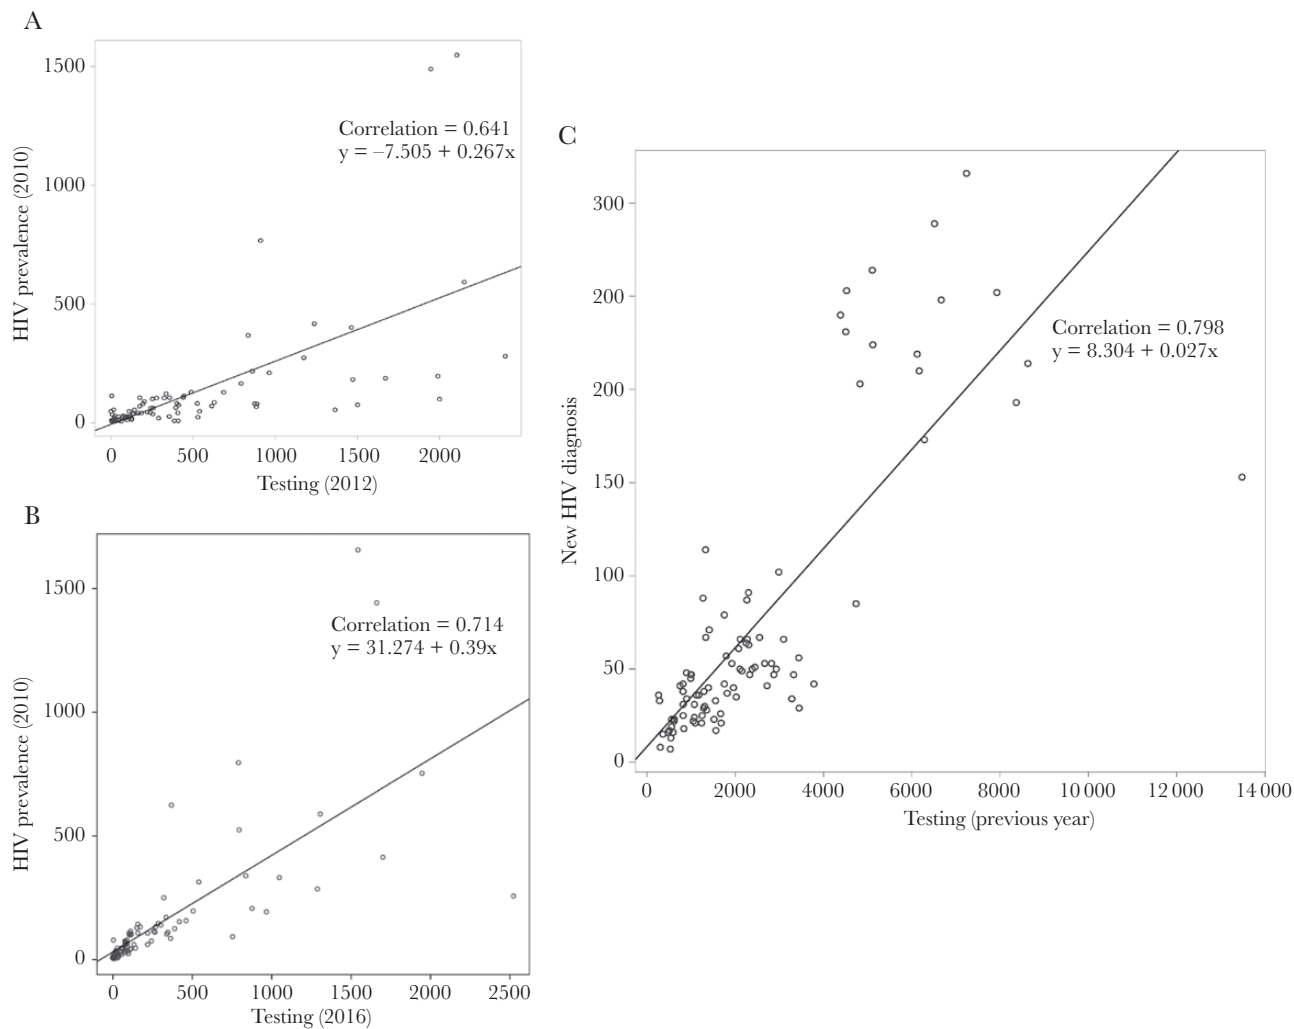 A
1500
1000
500
0
HIV prevalence (2010)
Correlation = 0.641
y = –7.505 + 0.267x
0 500 1000 1500 2000
Testing (2012)
B
1500
1000
500
0
HIV prevalence (2010)
Correlation = 0.714
y = 31.274 + 0.39x
0 500 1000 1500 2000 2500
Testing (2016)
C
300
200
200
150
100
50
0
New HIV diagnosis
Correlation = 0.798
y = 8.304 + 0.027x
0 2000 4000 6000 8000 10 000 12 000 14 000
Testing (previous year)